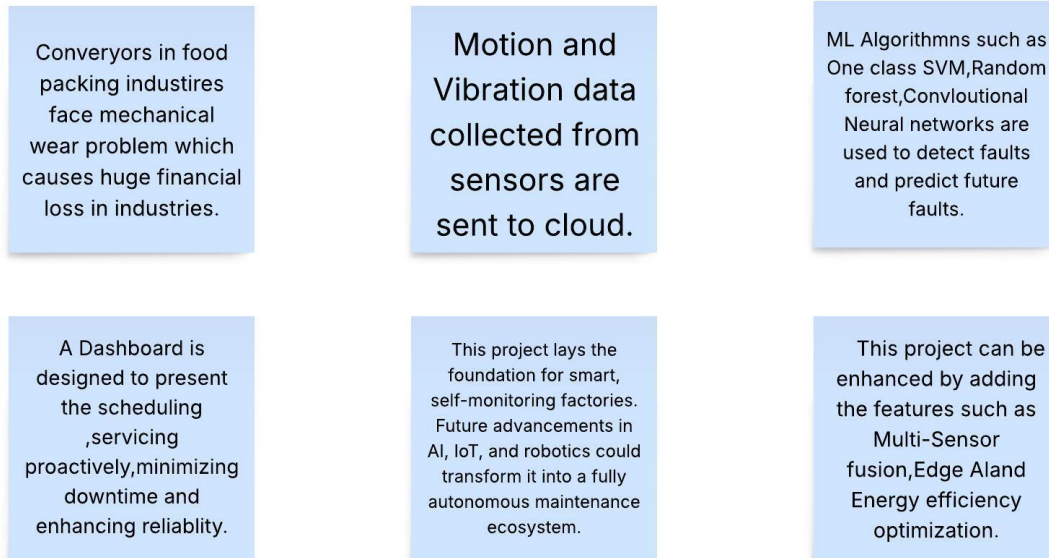 Converyors in food
packing industires
face mechanical
wear problem which
causes huge financial
loss in industries.
Motion and
Vibration data
collected from
sensors are
sent to cloud.
ML Algorithmns such as
One class SVM,Random
forest,Convloutional
Neural networks are
used to detect faults
and predict future
faults.
A Dashboard is
designed to present
the scheduling
,servicing
proactively,minimizing
downtime and
enhancing reliablity.
This project lays the
foundation for smart,
self-monitoring factories.
Future advancements in
AI, IoT, and robotics could
transform it into a fully
autonomous maintenance
ecosystem.
This project can be
enhanced by adding
the features such as
Multi-Sensor
fusion,Edge AIand
Energy efficiency
optimization.